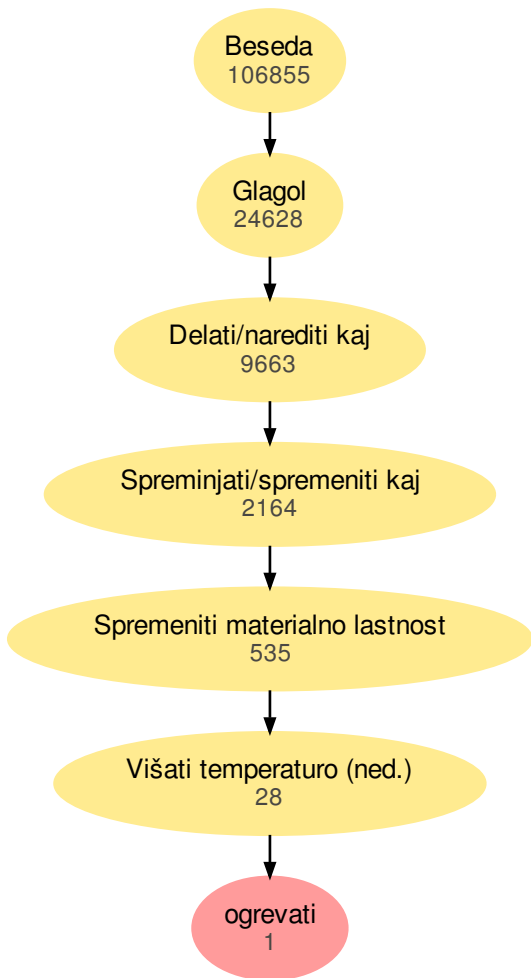 Beseda
106855
Glagol
24628
Delati/narediti kaj
9663
Spreminjati/spremeniti kaj
2164
Spremeniti materialno lastnost
535
Višati temperaturo (ned.)
28
ogrevati
1